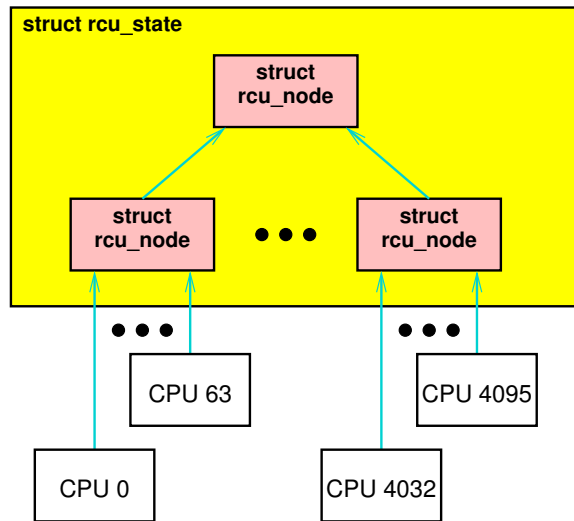 struct rcu_state
struct
rcu_node
struct
rcu_node
struct
rcu_node
CPU 63
CPU 4095
CPU 0
CPU 4032